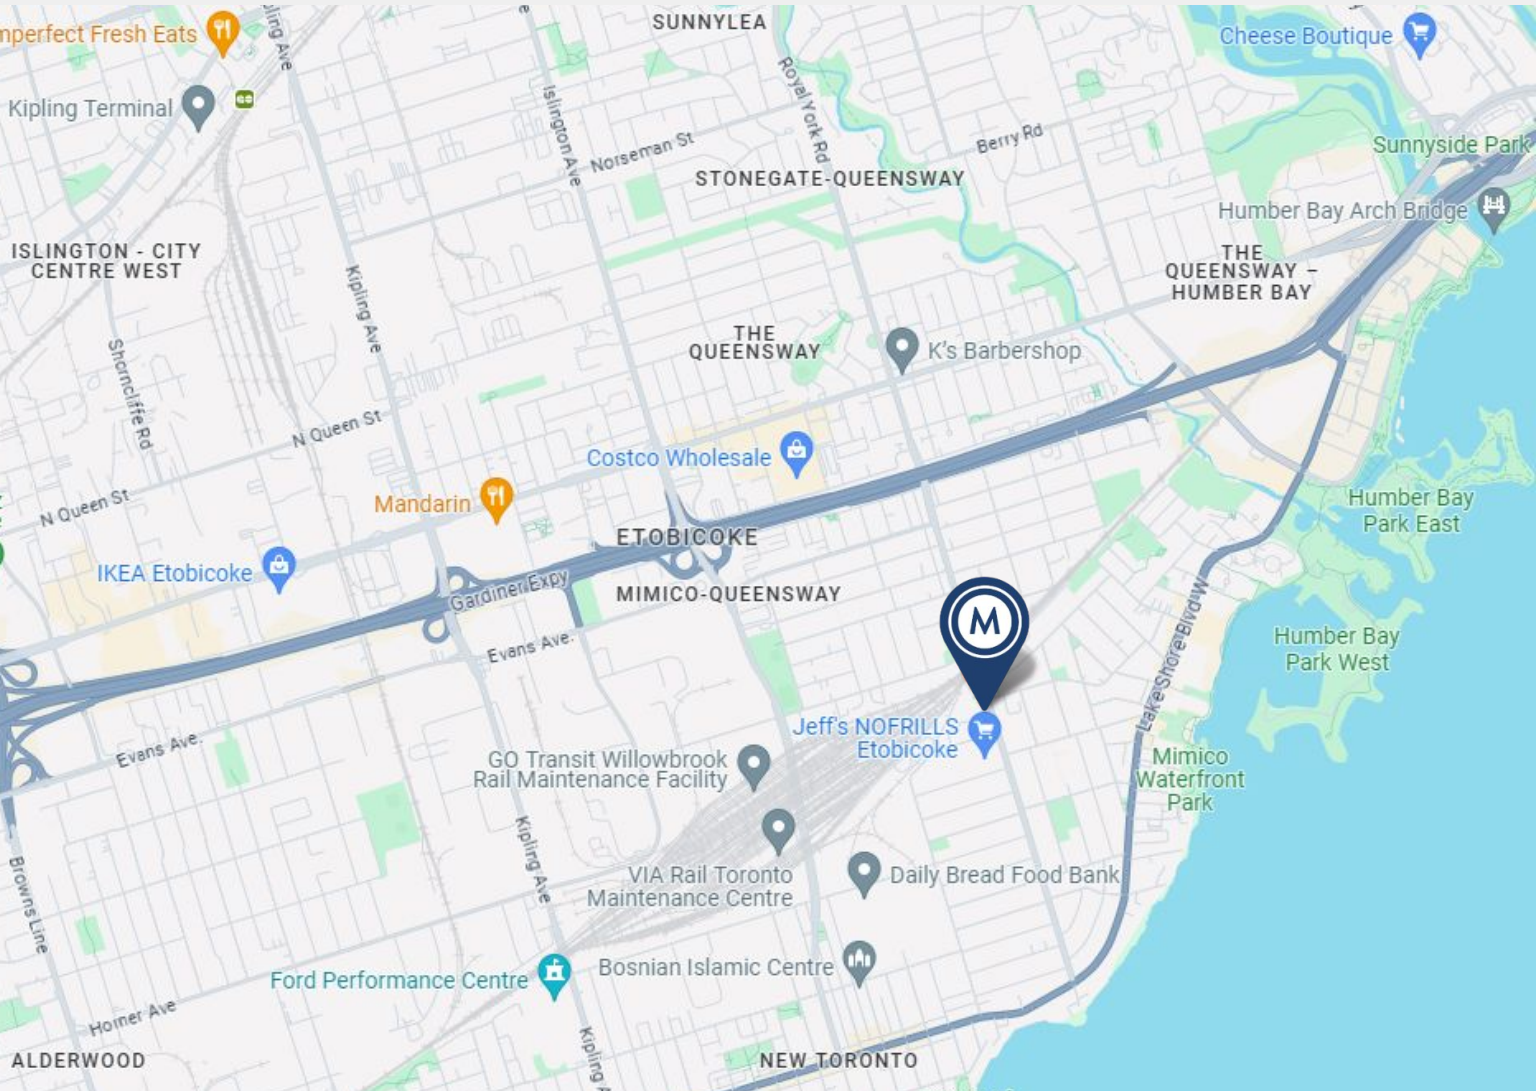 SUNNYLEA
mperfect Fresh Eats
Cheese Boutique
Kipling Terminal
Islington Ave
Royal York Rd
Norseman St
Berry Rd
Sunnyside Park
STONEGATE-QUEENSWAY
Humber Bay Arch Bridge
ISLINGTON - CITY
CENTRE WEST
THE
QUEENSWAY –
HUMBER BAY
Kipling Ave
THE
QUEENSWAY
K's Barbershop
Shorncliffe Rd
N Queen St
Costco Wholesale
Mandarin
N Queen St
Humber Bay
Park East
ETOBICOKE
IKEA Etobicoke
Gardiner Expy
MIMICO-QUEENSWAY
M
Evans Ave.
Humber Bay
Park West
Lake Shore Blvd W
Jeff's NOFRILLS
Etobicoke
Evans Ave.
GO Transit Willowbrook
Rail Maintenance Facility
Mimico
Waterfront
Park
Kipling Ave
VIA Rail Toronto
Maintenance Centre
Daily Bread Food Bank
Browns Line
Bosnian Islamic Centre
Ford Performance Centre
Horner Ave
Kipling A
ALDERWOOD
NEW TORONTO